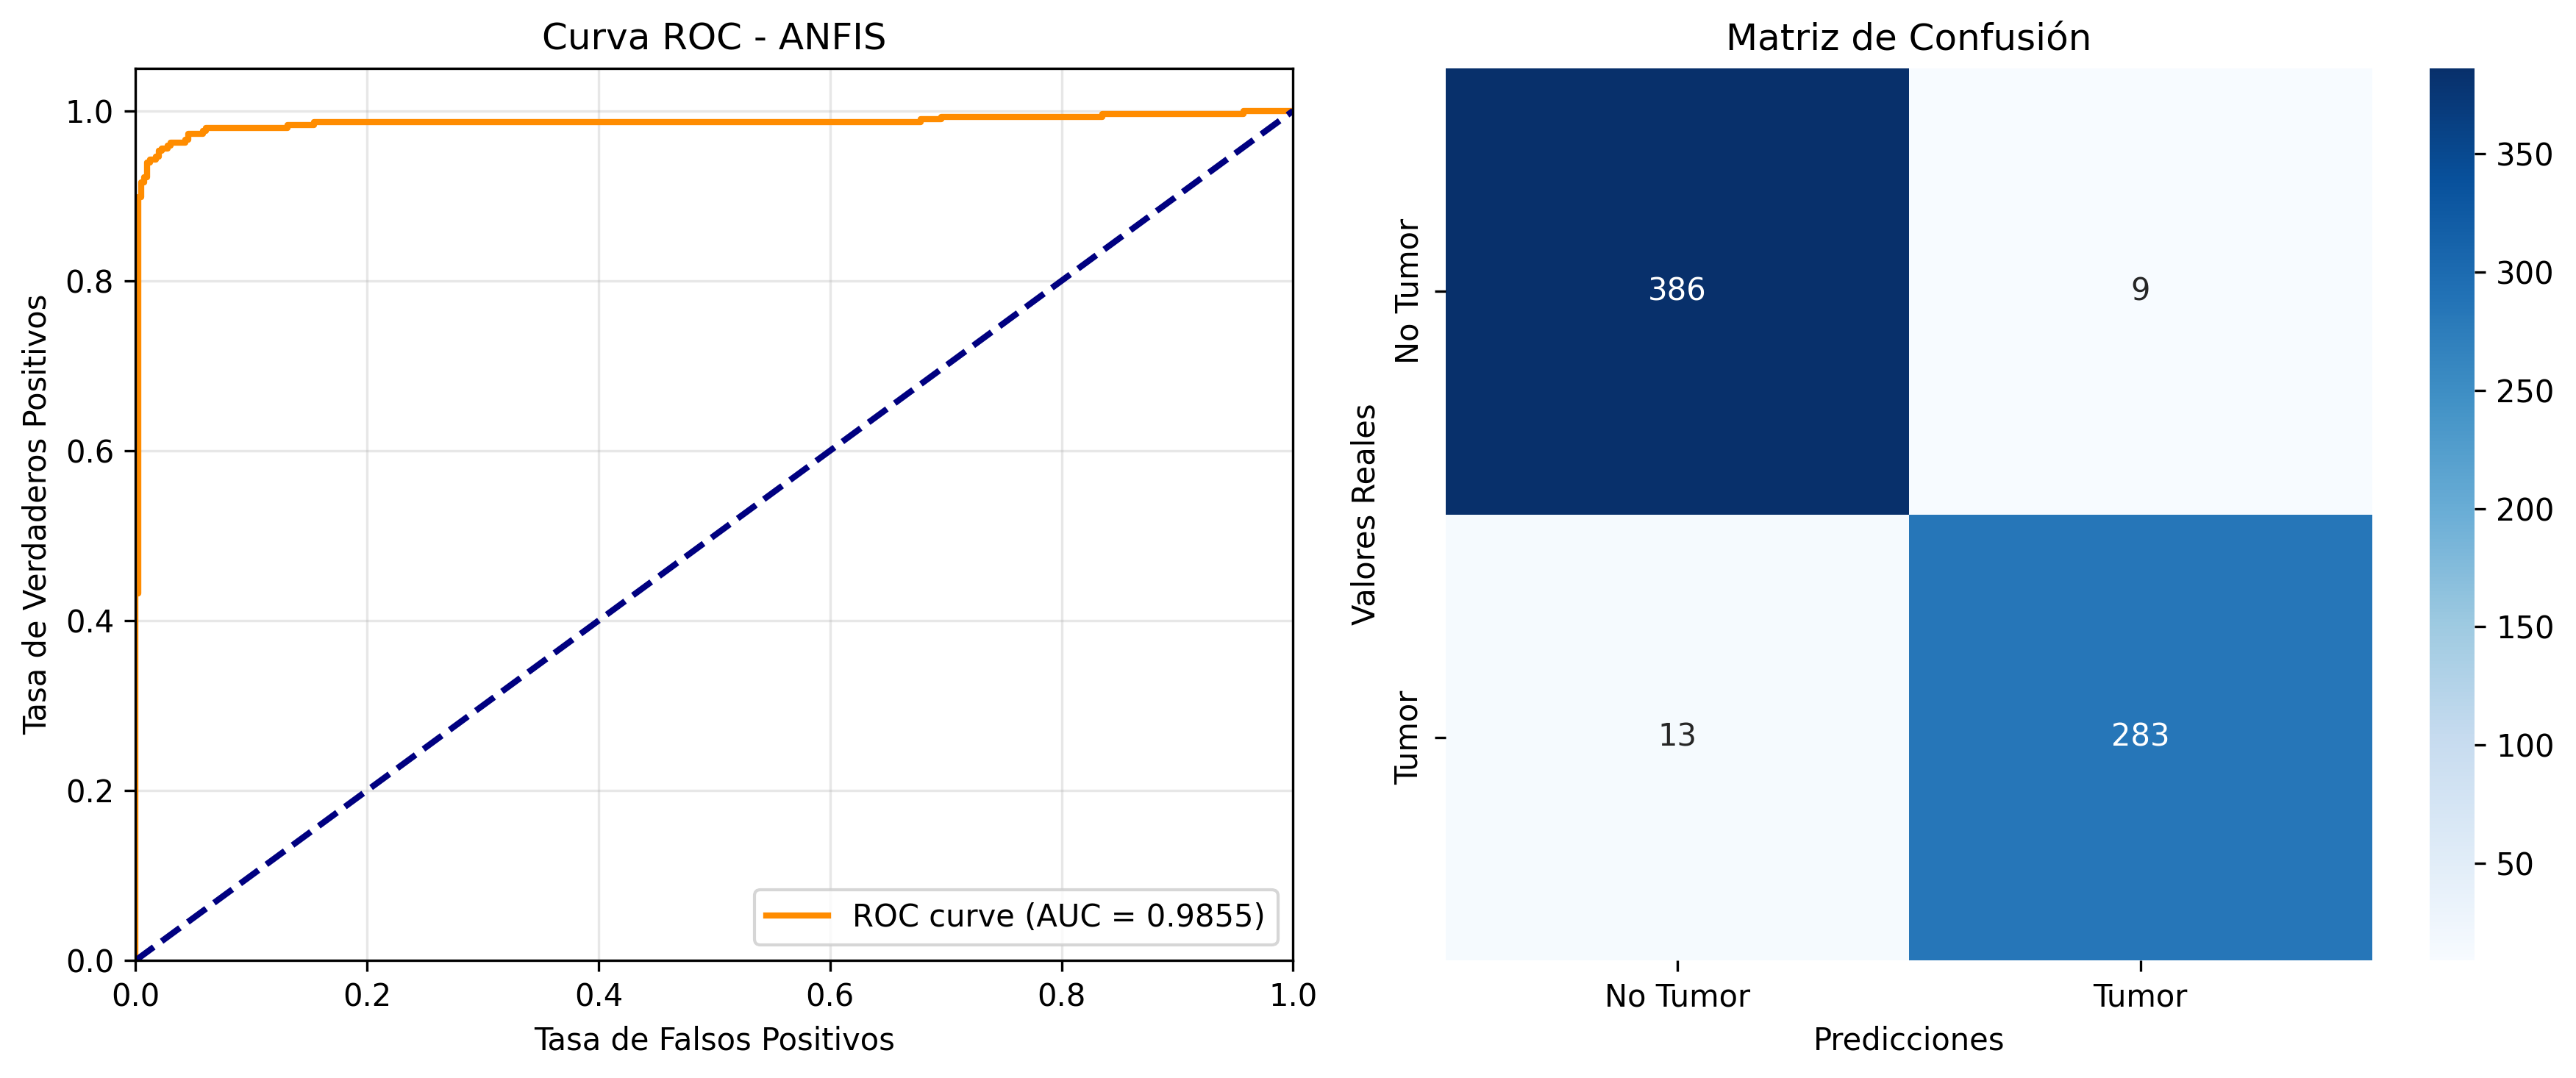 Curva ROC - ANFIS
Tasa de Verdaderos Positivos
1.0
0.8
0.6
0.4
0.2
0.0
0.0 0.2 0.4 0.6 0.8 1.0
Tasa de Falsos Positivos
ROC curve (AUC = 0.9855)
Matriz de Confusión
Valores Reales
No Tumor
Tumor
386 9
13 283
No Tumor Tumor
Predicciones
350
300
250
200
150
100
50